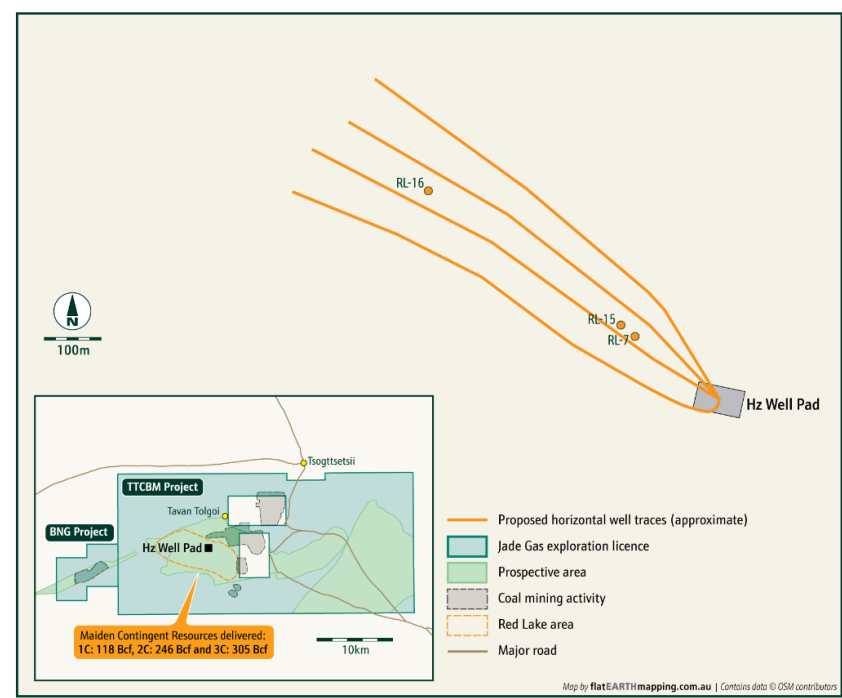 RL-16
RL-15
RL-7
N
100m
Hz Well Pad
Tsogttsetsii
TTCBM Project
Tavan Tolgoi
BNG Project
Hz Well Pad
Maiden Contingent Resources delivered:
1C: 118 Bcf, 2C: 246 Bcf and 3C: 305 Bcf
10km
Proposed horizontal well traces (approximate)
Jade Gas exploration licence
Prospective area
Coal mining activity
Red Lake area
Major road
Map by flatEARTHmapping.com.au | Contains data © OSM contributors